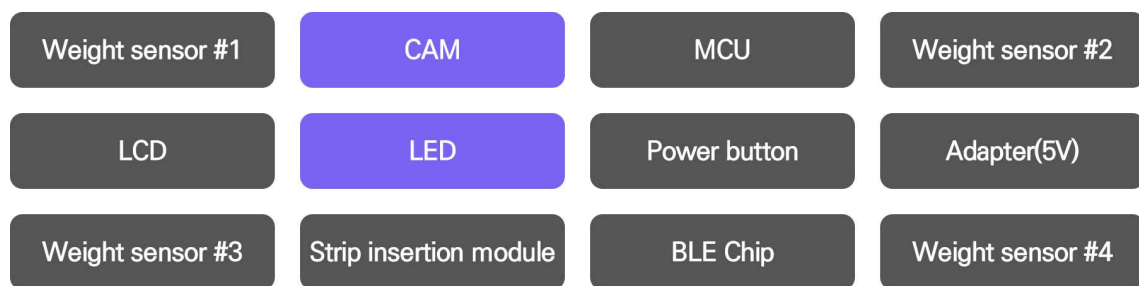 Weight sensor #1
CAM
MCU
Weight sensor #2
LCD
LED
Power button
Adapter(5V)
Weight sensor #3
Strip insertion module
BLE Chip
Weight sensor #4